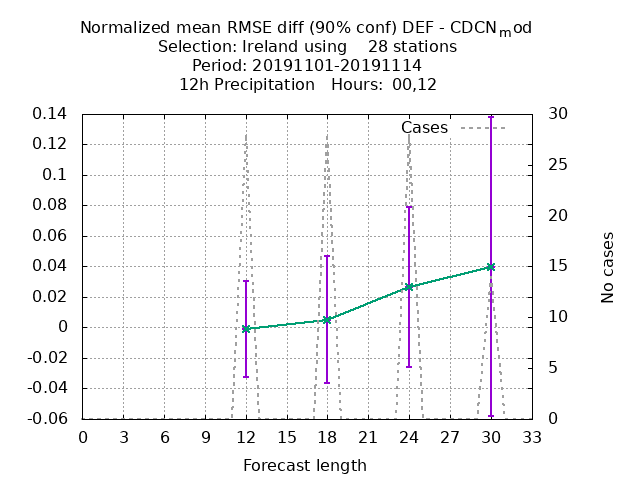 Normalized mean RMSE diff (90% conf) DEF - CDCNmod
Selection: Ireland using 28 stations
Period: 20191101-20191114
12h Precipitation Hours: 00,12
Cases
0.14
0.12
0.1
0.08
0.06
0.04
0.02
0
-0.02
-0.04
-0.06
30
25
20
15
10
5
0
No cases
0 3 6 9 12 15 18 21 24 27 30 33
Forecast length